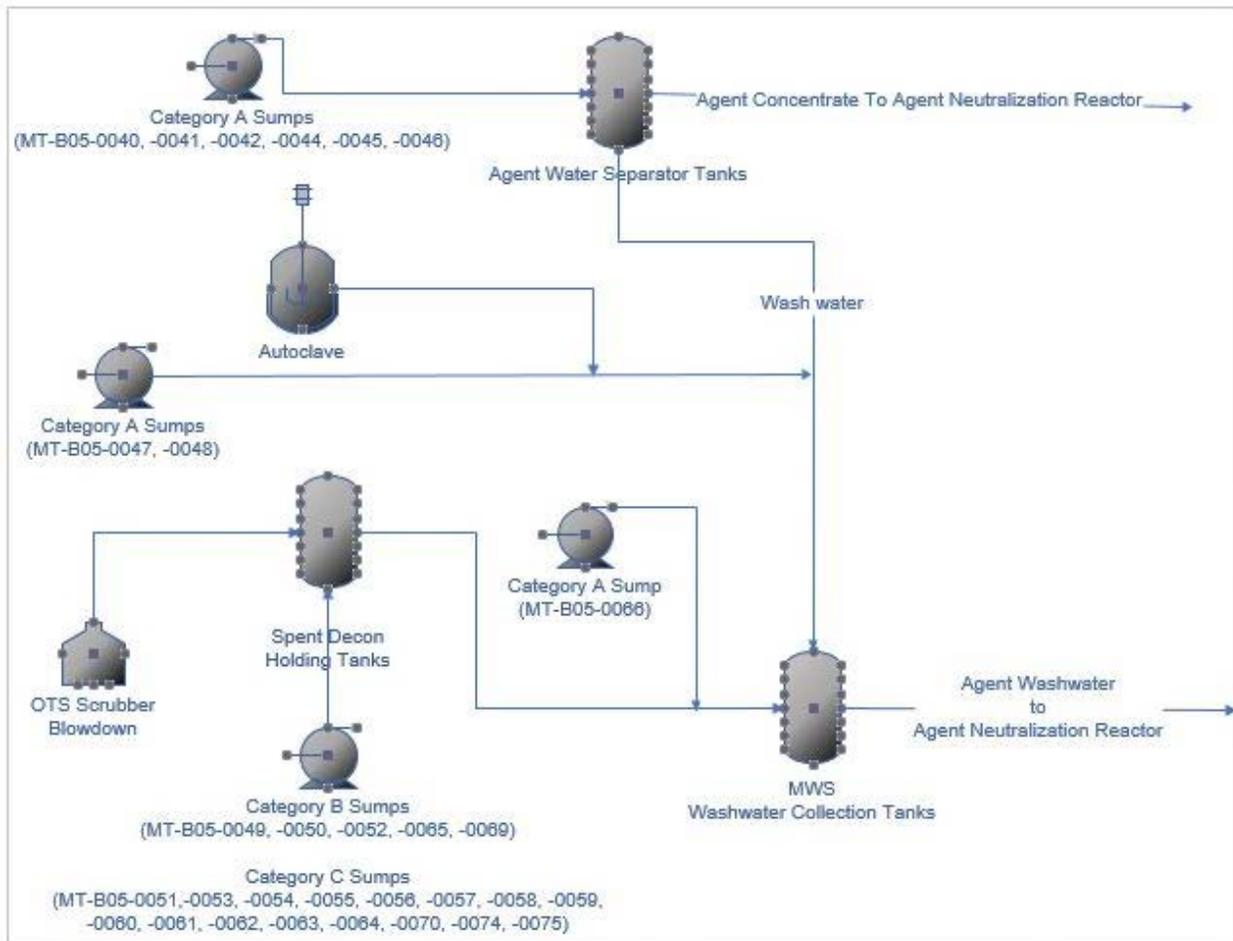 Category A Sumps
(MT-B05-0040, -0041, -0042, -0044, -0045, -0046)
Agent Concentrate To Agent Neutralization Reactor
Agent Water Separator Tanks
Wash water
Autoclave
Category A Sumps
(MT-B05-0047, -0048)
Category A Sump
(MT-B05-0066)
Spent Decon
Holding Tanks
OTS Scrubber
Blowdown
Agent Washwater
to
Agent Neutralization Reactor
MWS
Washwater Collection Tanks
Category B Sumps
(MT-B05-0049, -0050, -0052, -0065, -0069)
Category C Sumps
(MT-B05-0051,-0053, -0054, -0055, -0056, -0057, -0058, -0059,
-0060, -0061, -0062, -0063, -0064, -0070, -0074, -0075)